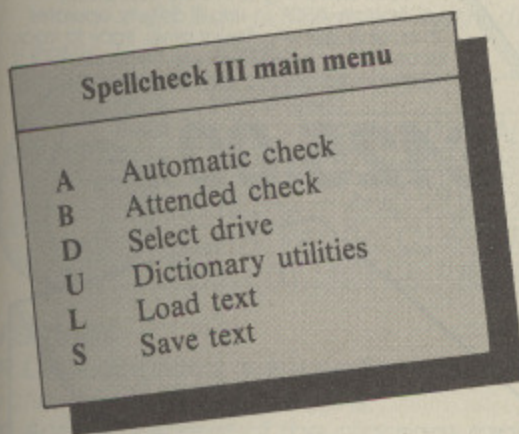 Spellcheck III main menu
A Automatic check
B Attended check
D Select drive
U Dictionary utilities
L Load text
S Save text